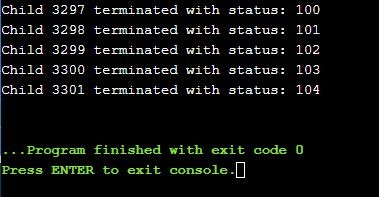 Child 3297 terminated with status: 100
Child 3298 terminated with status: 101
Child 3299 terminated with status: 102
Child 3300 terminated with status: 103
Child 3301 terminated with status: 104
...Program finished with exit code 0
Press ENTER to exit console.